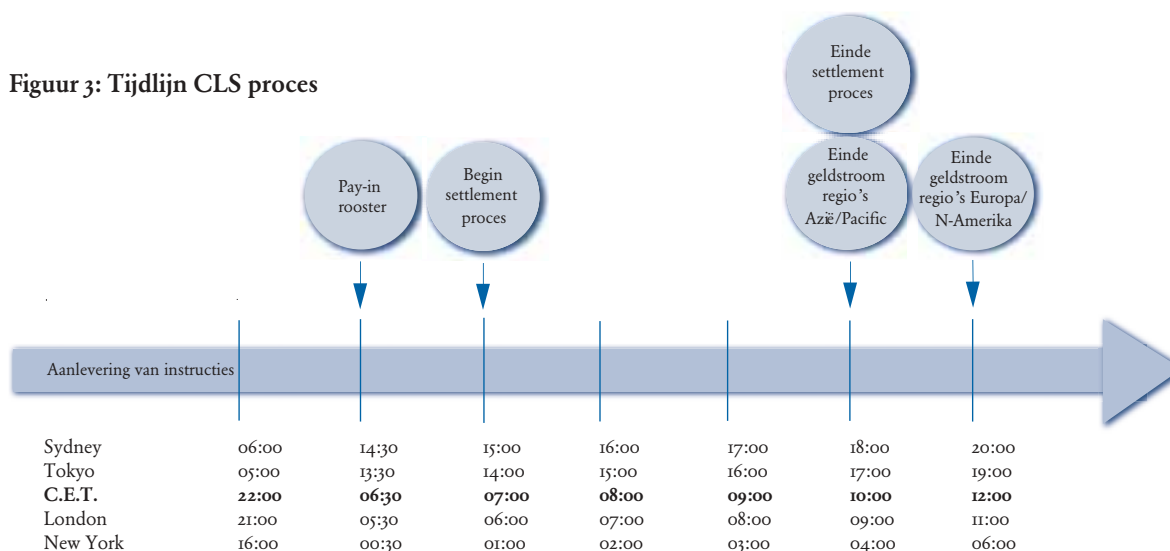 Figuur 3: Tijdlijn CLS proces
Einde
settlement
proces
Pay-in
rooster
Begin
settlement
proces
Einde
geldstroom
regio's
Azië/Pacific
Einde
geldstroom
regio's Europa/
N-Amerika
Aanlevering van instructies
Sydney 06:00 14:30 15:00 16:00 17:00 18:00 20:00
Tokyo 05:00 13:30 14:00 15:00 16:00 17:00 19:00
C.E.T. 22:00 06:30 07:00 08:00 09:00 10:00 12:00
London 21:00 05:30 06:00 07:00 08:00 09:00 11:00
New York 16:00 00:30 01:00 02:00 03:00 04:00 06:00